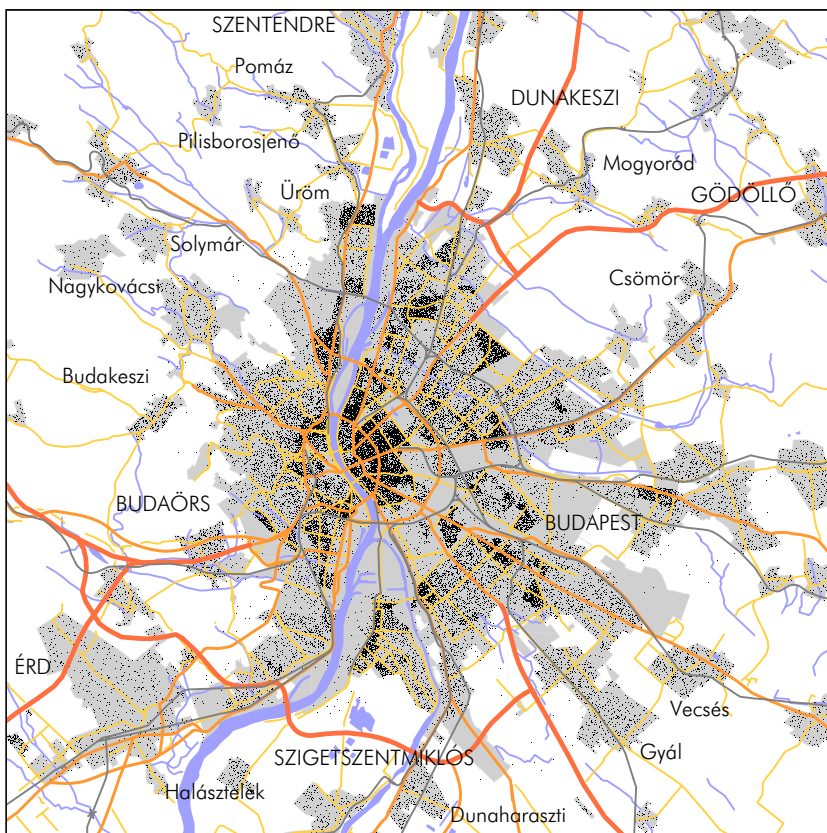 SZENTENDRE
Pomáz
DUNAKESZI
Pilisborosjenő
Mogyoród
Üröm
GÖDÖLLŐ
Solymár
Csömör
Nagykovácsi
Budakeszi
BUDAÖRS
BUDAPEST
ÉRD
Vecsés
Gyál
SZIGETSZENTMIKLÓS
Halásztelek
Dunaharaszti